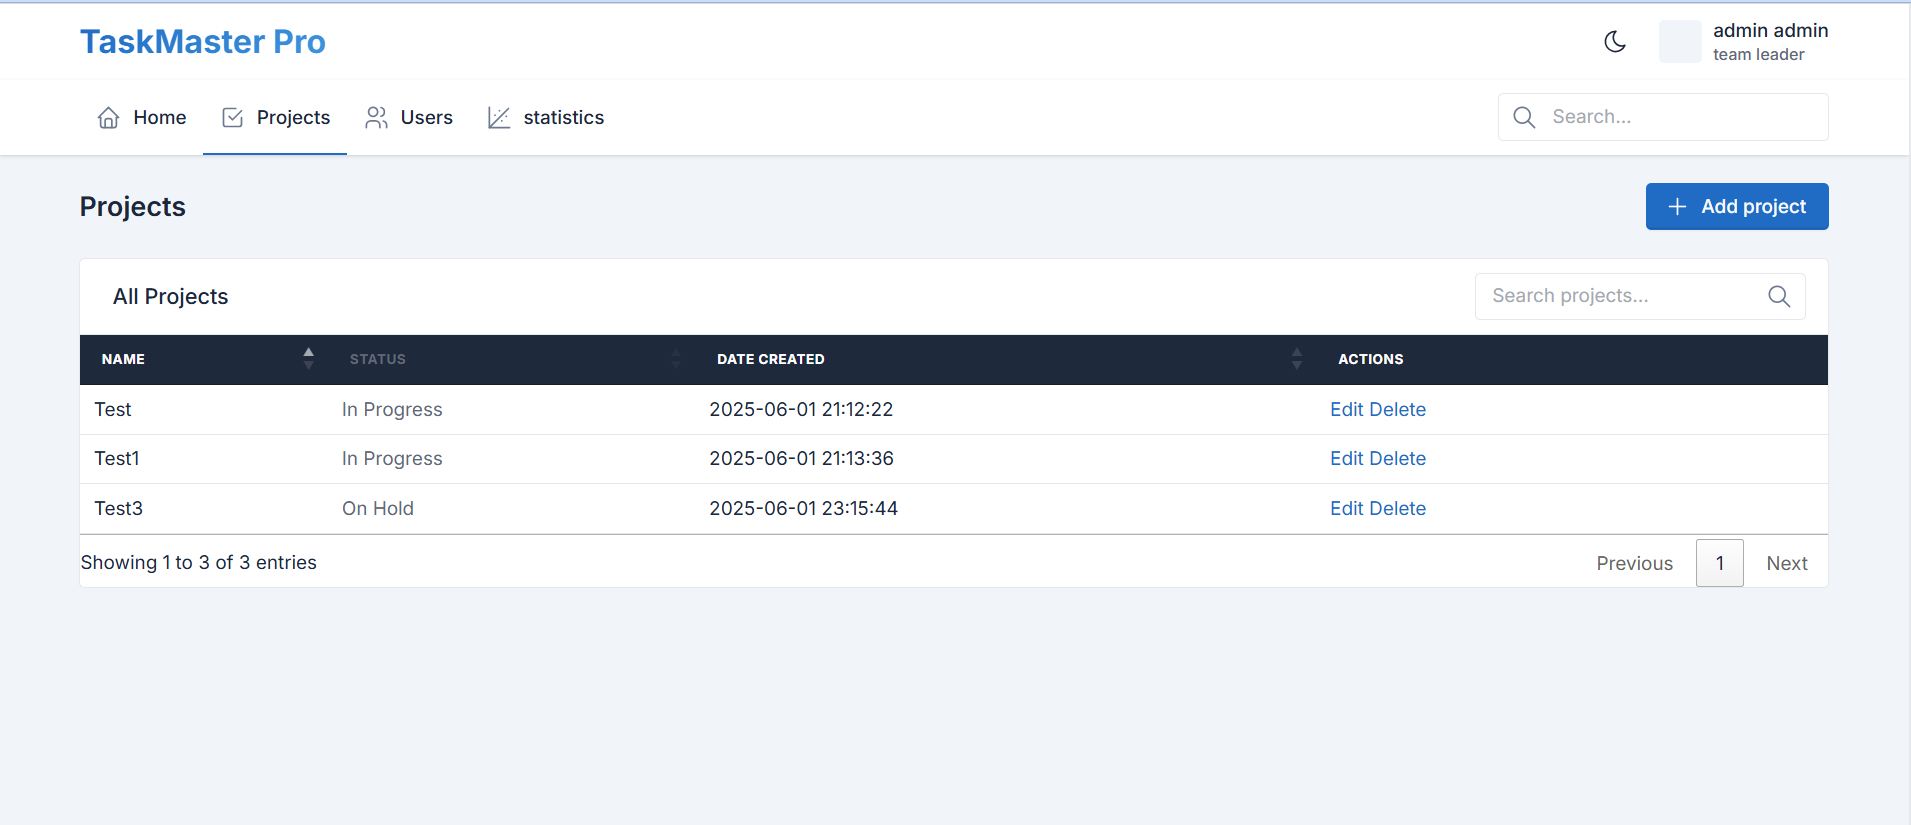 TaskMaster Pro
admin admin
team leader
Home Projects Users statistics
Search...
Projects
Add project
All Projects
Search projects...
NAME STATUS DATE CREATED ACTIONS
Test In Progress 2025-06-01 21:12:22 Edit Delete
Test1 In Progress 2025-06-01 21:13:36 Edit Delete
Test3 On Hold 2025-06-01 23:15:44 Edit Delete
Showing 1 to 3 of 3 entries
Previous 1 Next